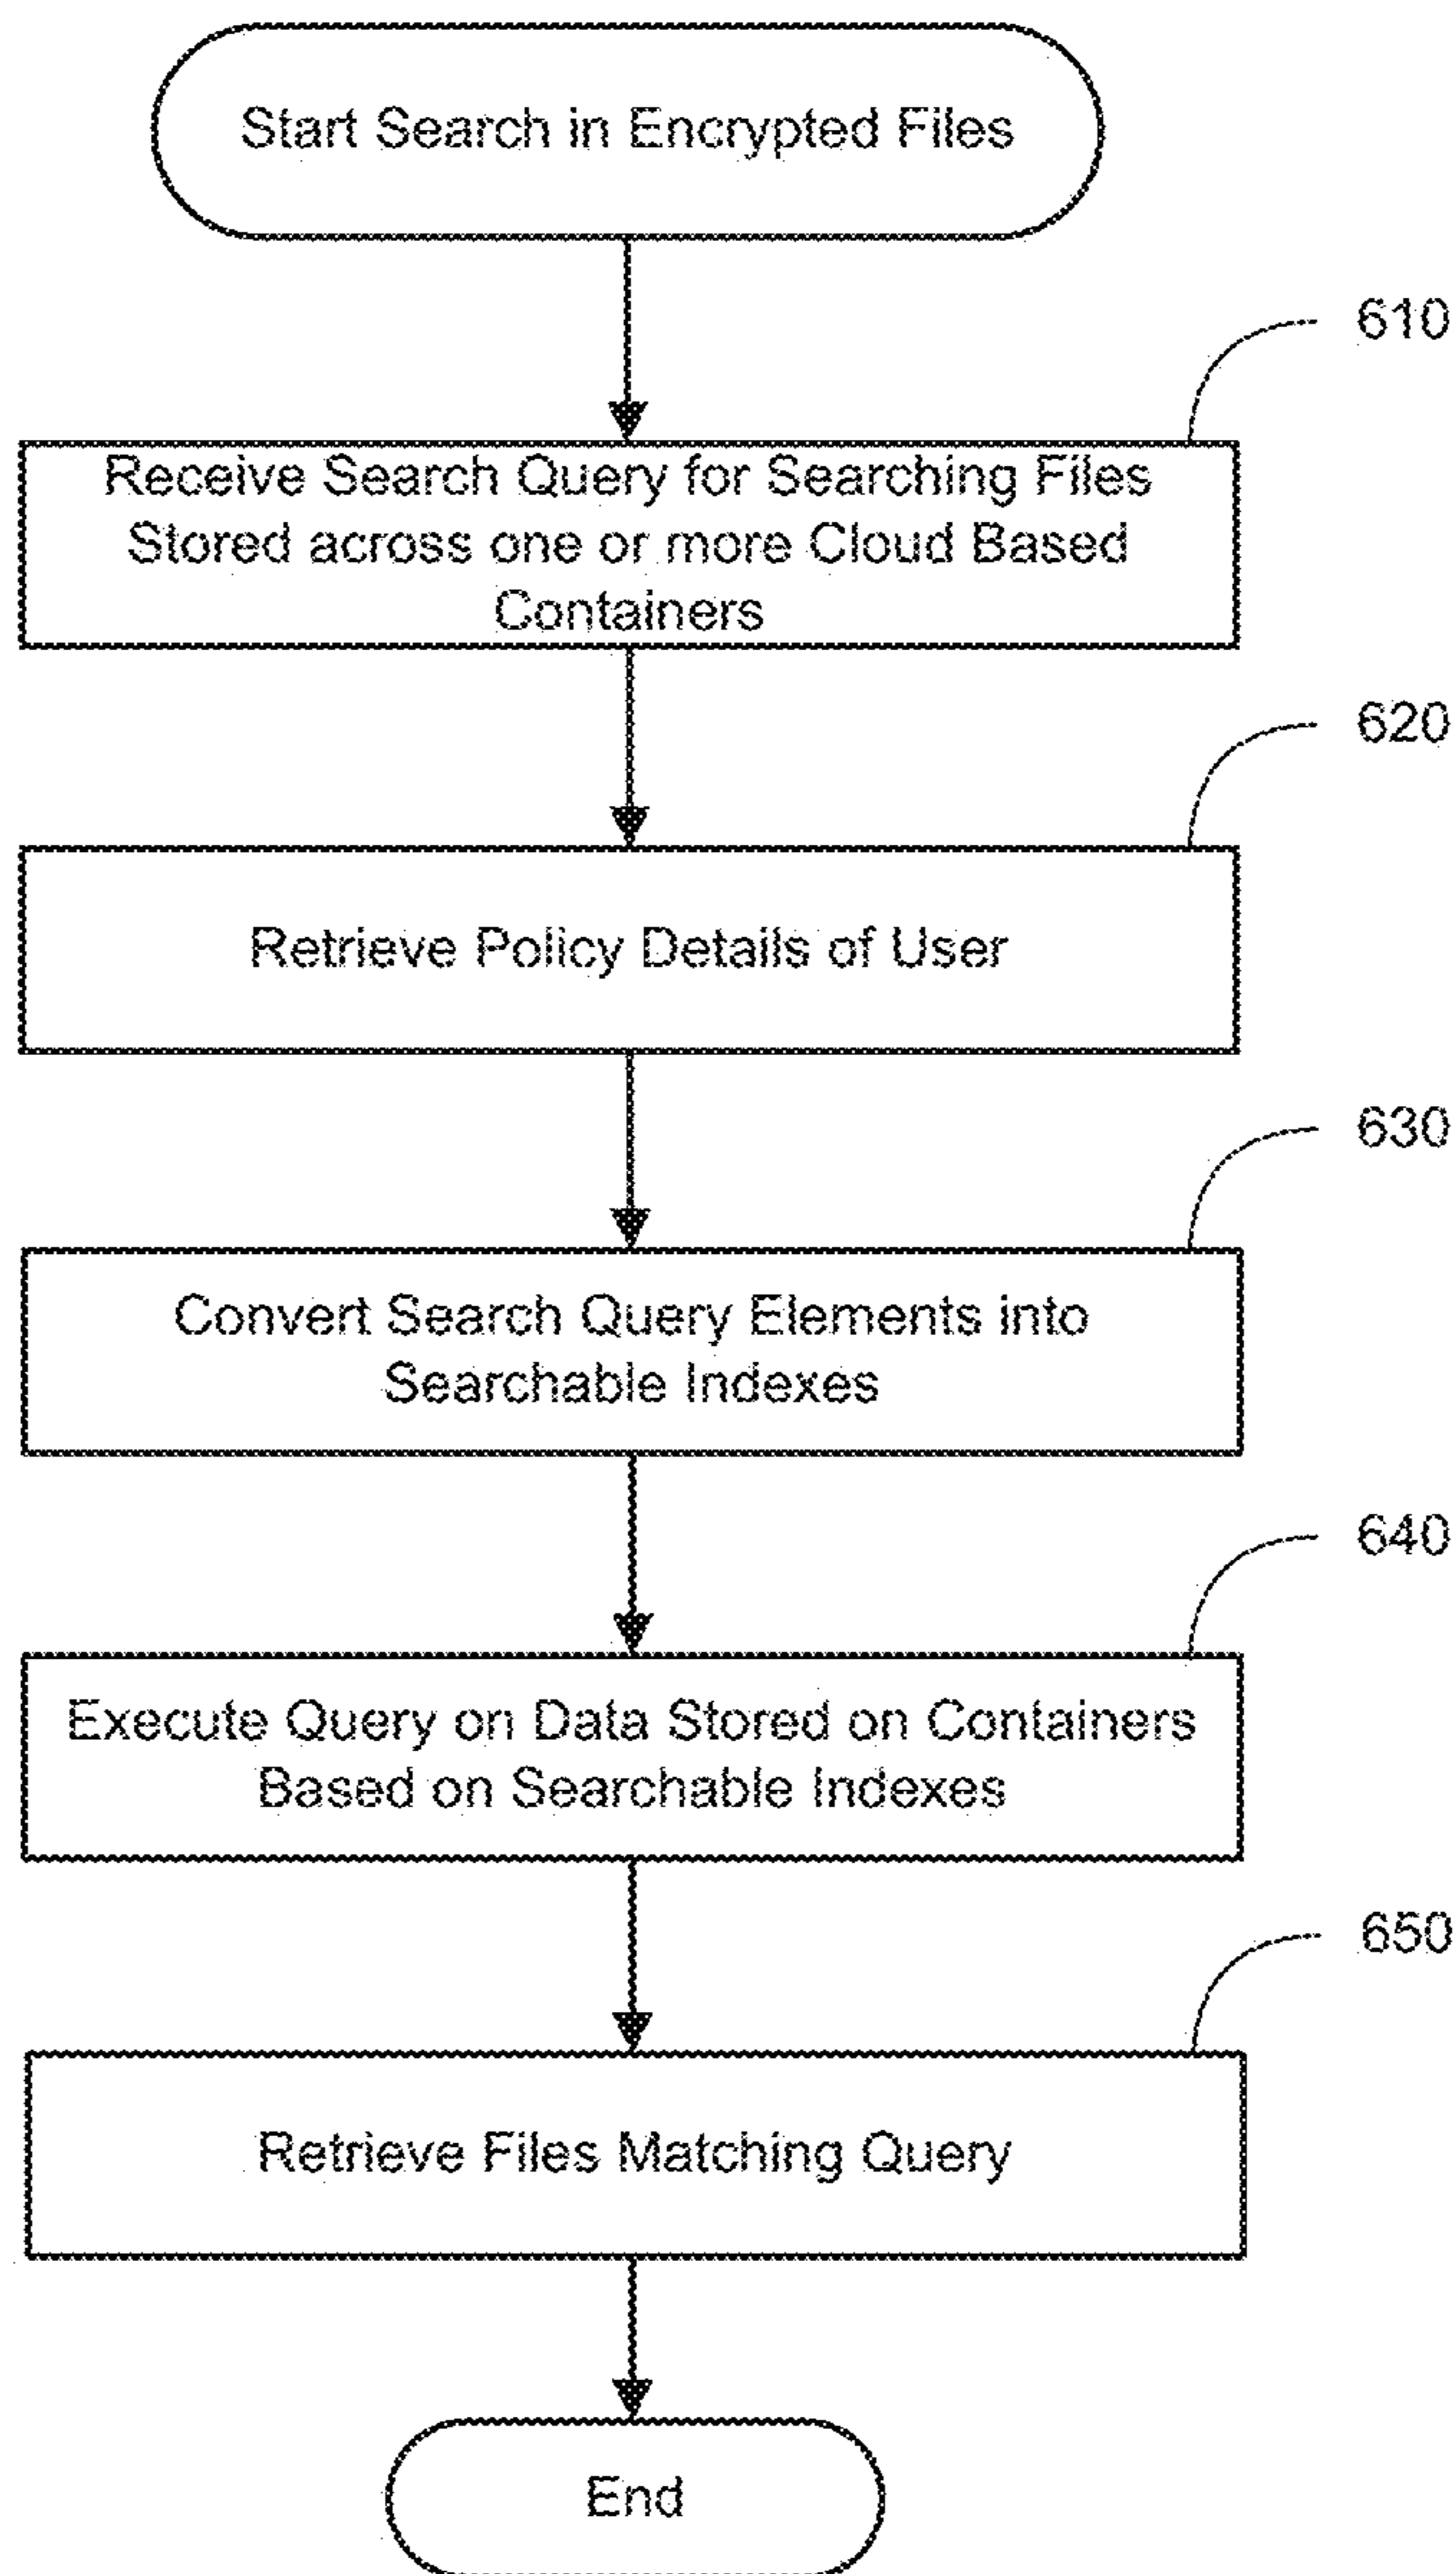 Start Search in Encrypted Files
610
Receive Search Query for Searching Files
Stored across one or more Cloud Based
Containers
620
Retrieve Policy Details of User
630
Convert Search Query Elements into
Searchable Indexes
640
Execute Query on Data Stored on Containers
Based on Searchable Indexes
650
Retrieve Files Matching Query
End